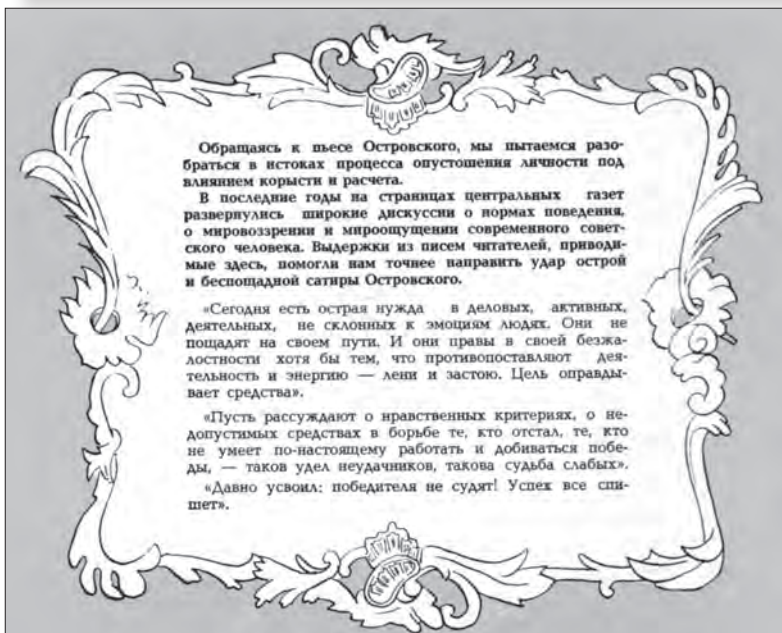 Обращаясь к пьесе Островского, мы пытаемся разо-
браться в истоках процесса опустошения личности под
влиянием корысти и расчета.
В последние годы на страницах центральных газет
развернулись широкие дискуссии о нормах поведения,
о мировоззрении и мироощущении современного совет-
ского человека. Выдержки из писем читателей, приводи-
мые здесь, помогли нам точнее направить удар острой
и беспощадной сатиры Островского.
«Сегодня есть острая нужда в деловых, активных,
деятельных, не склонных к эмоциям людях. Они не
пощадят на своем пути. И они правы в своей безжа-
лостности хотя бы тем, что противопоставляют дея-
тельность и энергию — лени и застою. Цель оправды-
вает средства».
«Пусть рассуждают о нравственных критериях, о не-
допустимых средствах в борьбе те, кто отстал, те, кто
не умеет по-настоящему работать и добиваться побе-
ды, — таков удел неудачников, такова судьба слабых».
«Давно усвоил: победителя не судят! Успех все спи-
шет».